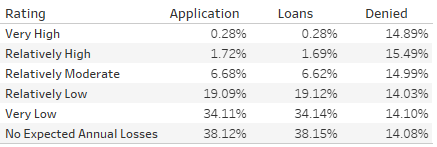 Rating Application Loans Denied
Very High 0.28% 0.28% 14.89%
Relatively High 1.72% 1.69% 15.49%
Relatively Moderate 6.68% 6.62% 14.99%
Relatively Low 19.09% 19.12% 14.03%
Very Low 34.11% 34.14% 14.10%
No Expected Annual Losses 38.12% 38.15% 14.08%